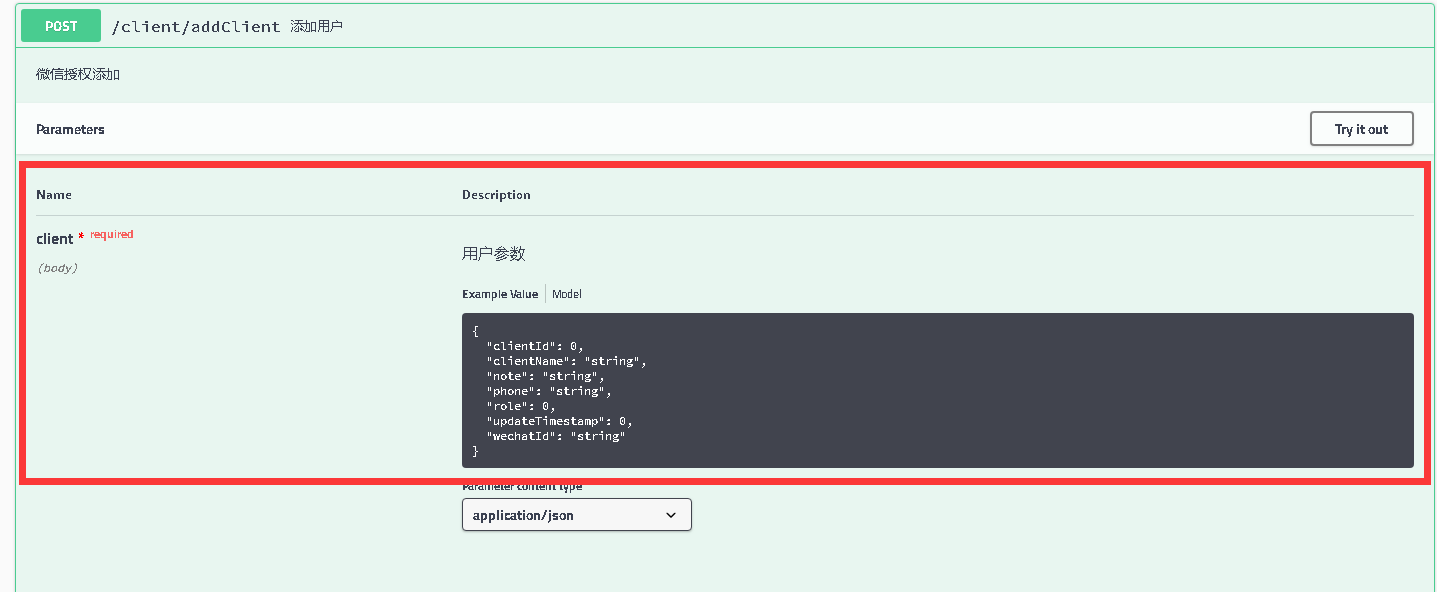 POST /client/addClient 添加用户
微信授权添加
Parameters Try it out
Name Description
client * required
(body)
用户参数
Example Value Model
{
"clientId": 0,
"clientName": "string",
"note": "string",
"phone": "string",
"role": 0,
"updateTimestamp": 0,
"wechatId": "string"
}
Parameter content type
application/json